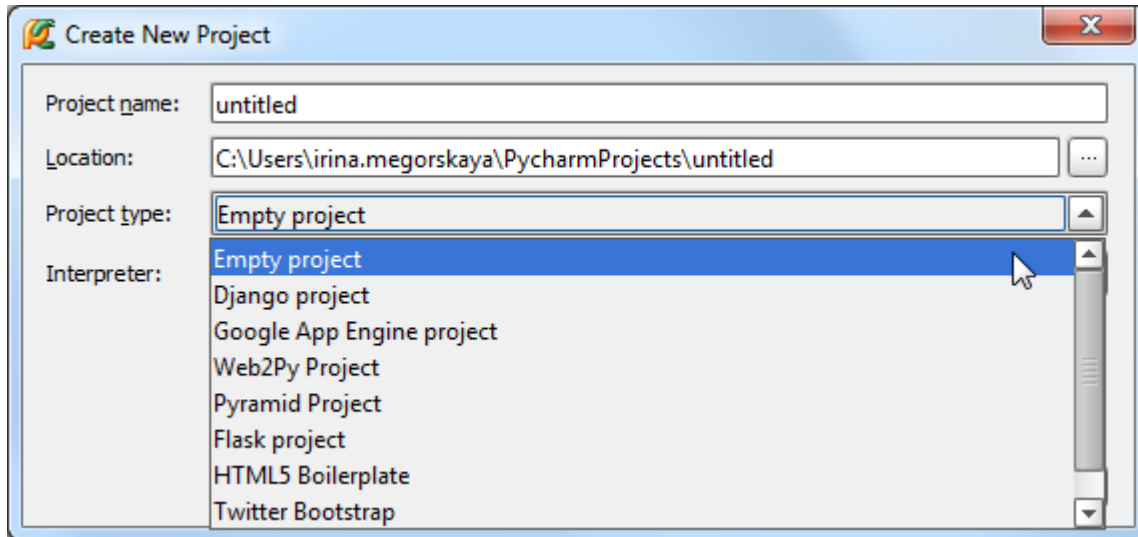 Create New Project
Project name: untitled
Location: C:\Users\irina.megorskaya\PycharmProjects\untitled ...
Project type: Empty project
Interpreter:
Empty project
Django project
Google App Engine project
Web2Py Project
Pyramid Project
Flask project
HTML5 Boilerplate
Twitter Bootstrap